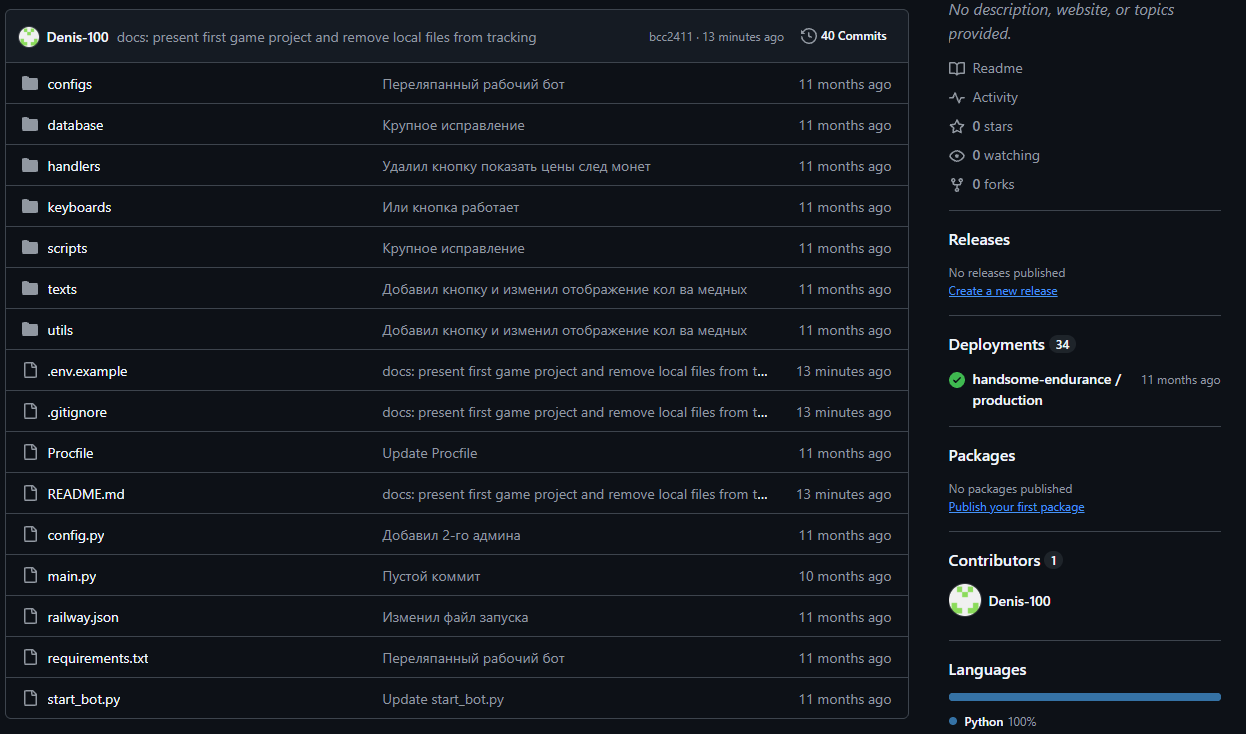 Denis-100 docs: present first game project and remove local files from tracking bcc2411 · 13 minutes ago 40 Commits
configs Переляпанный рабочий бот 11 months ago
database Крупное исправление 11 months ago
handlers Удалил кнопку показать цены след монет 11 months ago
keyboards Или кнопка работает 11 months ago
scripts Крупное исправление 11 months ago
texts Добавил кнопку и изменил отображение кол ва медных 11 months ago
utils Добавил кнопку и изменил отображение кол ва медных 11 months ago
.env.example docs: present first game project and remove local files from t... 13 minutes ago
.gitignore docs: present first game project and remove local files from t... 13 minutes ago
Procfile Update Procfile 11 months ago
README.md docs: present first game project and remove local files from t... 13 minutes ago
config.py Добавил 2-го админа 11 months ago
main.py Пустой коммит 10 months ago
railway.json Изменил файл запуска 11 months ago
requirements.txt Переляпанный рабочий бот 11 months ago
start_bot.py Update start_bot.py 11 months ago
No description, website, or topics
provided.
Readme
Activity
0 stars
0 watching
0 forks
Releases
No releases published
Create a new release
Deployments 34
handsome-endurance / 11 months ago
production
Packages
No packages published
Publish your first package
Contributors 1
Denis-100
Languages
Python 100%